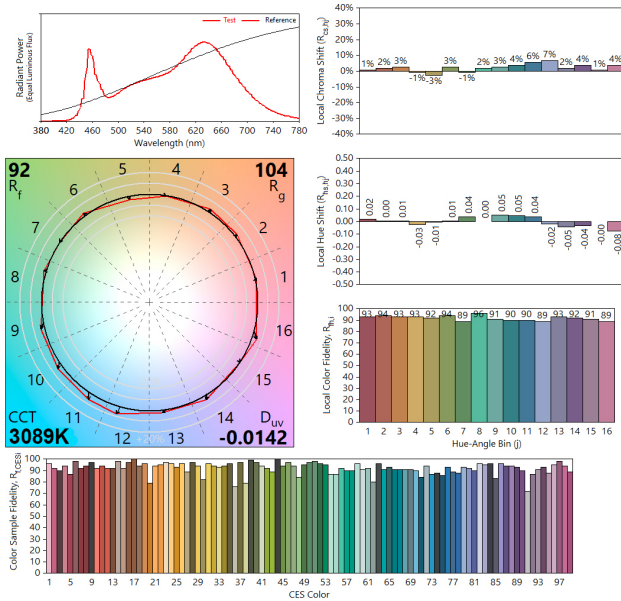 Test Reference
Radiant Power
(Equal Luminous Flux)
380 420 460 500 540 580 620 660 700 740 780
Wavelength (nm)
Local Chroma Shift (Rcs,hj)
40%
30%
20%
10%
0%
-10%
-20%
-30%
-40%
1% 2% 3% -1% -3% 3% -1% 2% 3% 4% 6% 7% 2% 4% 1% 4%
92
Rf
104
Rg
1 2 3 4 5 6 7 8 9 10 11 12 13 14 15 16
+20%
CCT
3089K
Duv
-0.0142
Local Hue Shift (Rhs,hj)
0.50
0.40
0.30
0.20
0.10
0.00
-0.10
-0.20
-0.30
-0.40
-0.50
0.02 0.00 0.01 -0.03 -0.01 0.01 0.04 0.00 0.05 0.05 0.04 -0.02 -0.05 -0.04 -0.00 -0.08
Local Color Fidelity, Rfh,i
100
90
80
70
60
50
40
30
20
10
0
93 94 93 93 92 94 89 96 91 90 90 89 93 92 91 89
1 2 3 4 5 6 7 8 9 10 11 12 13 14 15 16
Hue-Angle Bin (j)
Color Sample Fidelity, Rf,CESi
100
90
80
70
60
50
40
30
20
10
0
1 5 9 13 17 21 25 29 33 37 41 45 49 53 57 61 65 69 73 77 81 85 89 93 97
CES Color